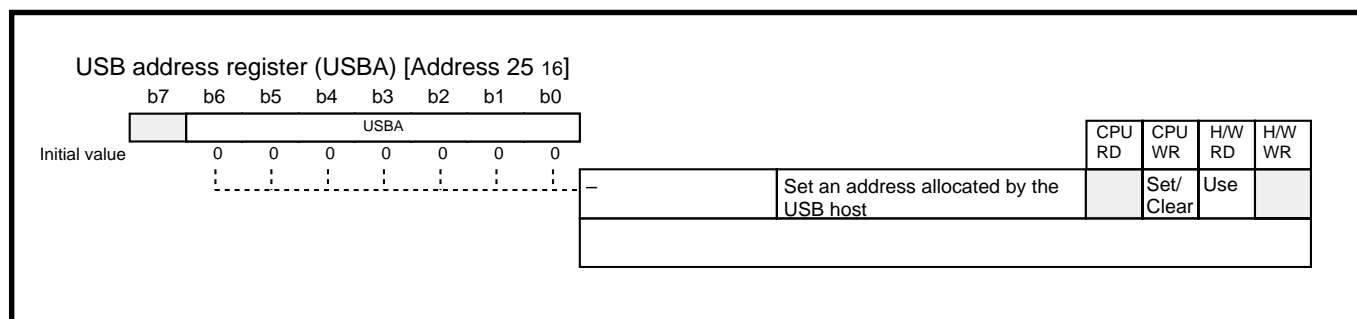 USB address register (USBA) [Address 25 16]
b7 b6 b5 b4 b3 b2 b1 b0
USBA
Initial value 0 0 0 0 0 0 0
CPU RD CPU WR H/W RD H/W WR
– Set an address allocated by the Set/ Use
USB host Clear